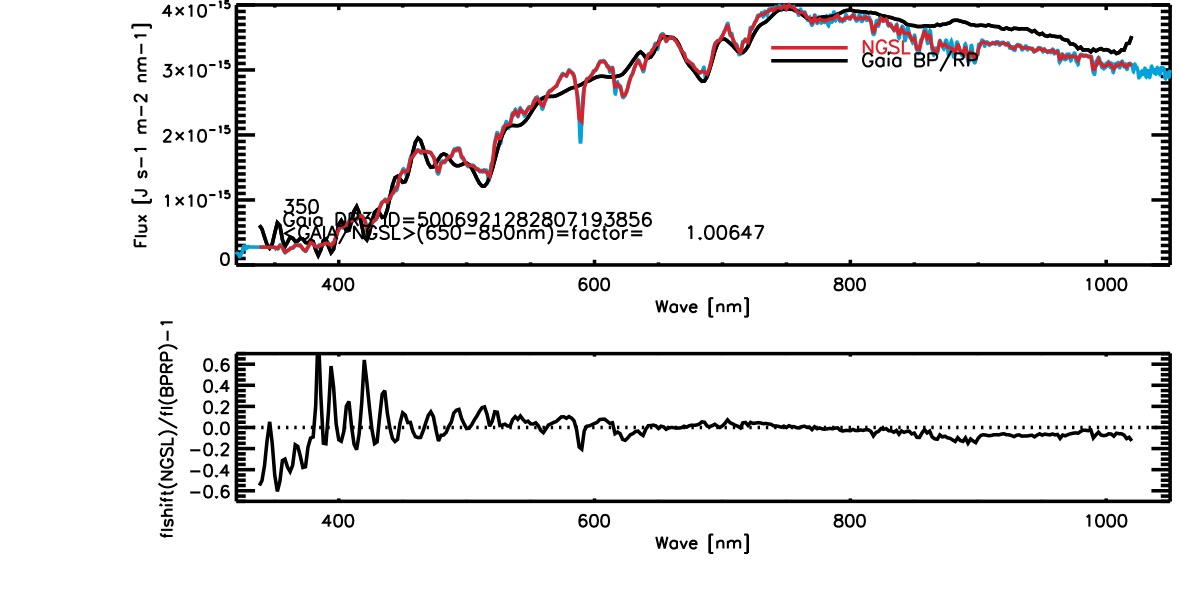 4×10−15
3×10−15
2×10−15
1×10−15
0
Flux [J s−1 m−2 nm−1]
NGSL
Gaia BP/RP
350
Gaia DR3 ID=5006921282807193856
<GAIA/NGSL>(650−850nm)=factor= 1.00647
400 600 800 1000
Wave [nm]
flshift(NGSL)/fl(BPRP)−1
0.6
0.4
0.2
0.0
−0.2
−0.4
−0.6
400 600 800 1000
Wave [nm]